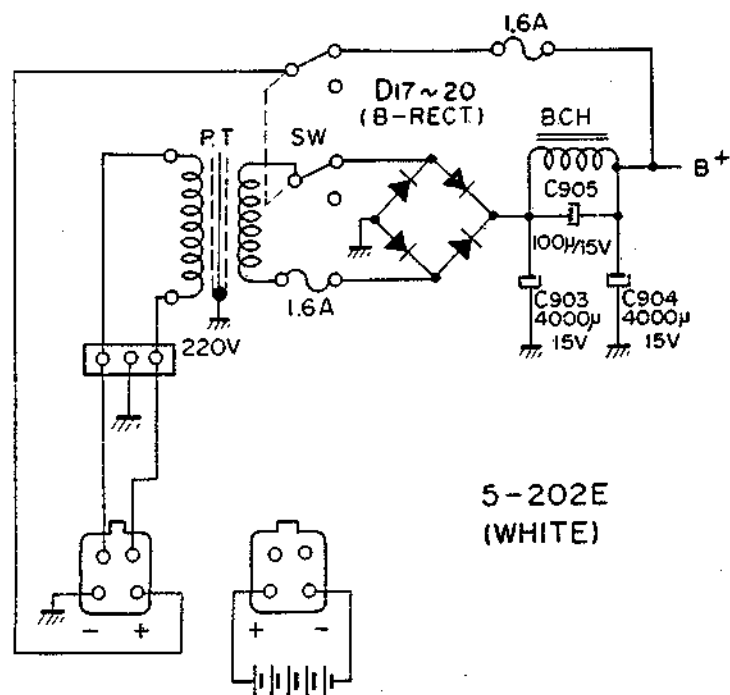 1.6A
D17~20
(B-RECT.)
B.CH
P.T
SW
B+
C905
100μ/15V
1.6A
C903
4000μ
15V
C904
4000μ
15V
220V
5-202E
(WHITE)
- +
+ -